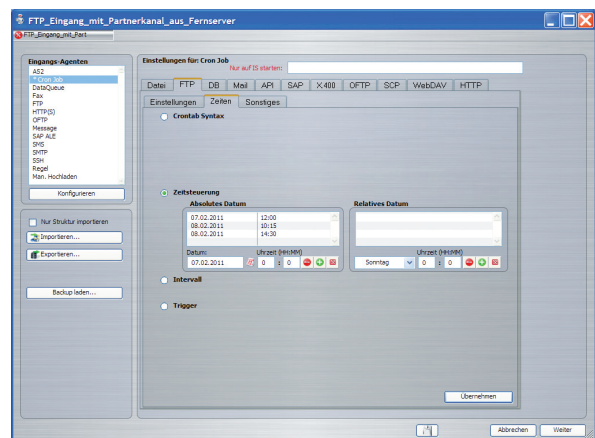 FTP_Eingang_mit_Partnerkanal_aus_Fernserver
FTP_Eingang_mit_Part
Eingangs-Agenten
AS2
* Cron Job
DataQueue
Fax
FTP
HTTP(S)
OFTP
Message
SAP ALE
SMS
SMTP
SSH
Regel
Man. Hochladen
Konfigurieren
Nur Struktur importieren
Importieren...
Exportieren...
Backup laden...
Einstellungen für: Cron Job
Nur auf IS starten:
Datei FTP DB Mail API SAP X.400 OFTP SCP WebDAV HTTP
Einstellungen Zeiten Sonstiges
Crontab Syntax
Zeitsteuerung
Absolutes Datum
07.02.2011 12:00
08.02.2011 10:15
08.02.2011 14:30
Datum: Uhrzeit (HH:MM)
07.02.2011 0 : 0
Relatives Datum
Uhrzeit (HH:MM)
Sonntag 0 : 0
Intervall
Trigger
Übernehmen
Abbrechen Weiter